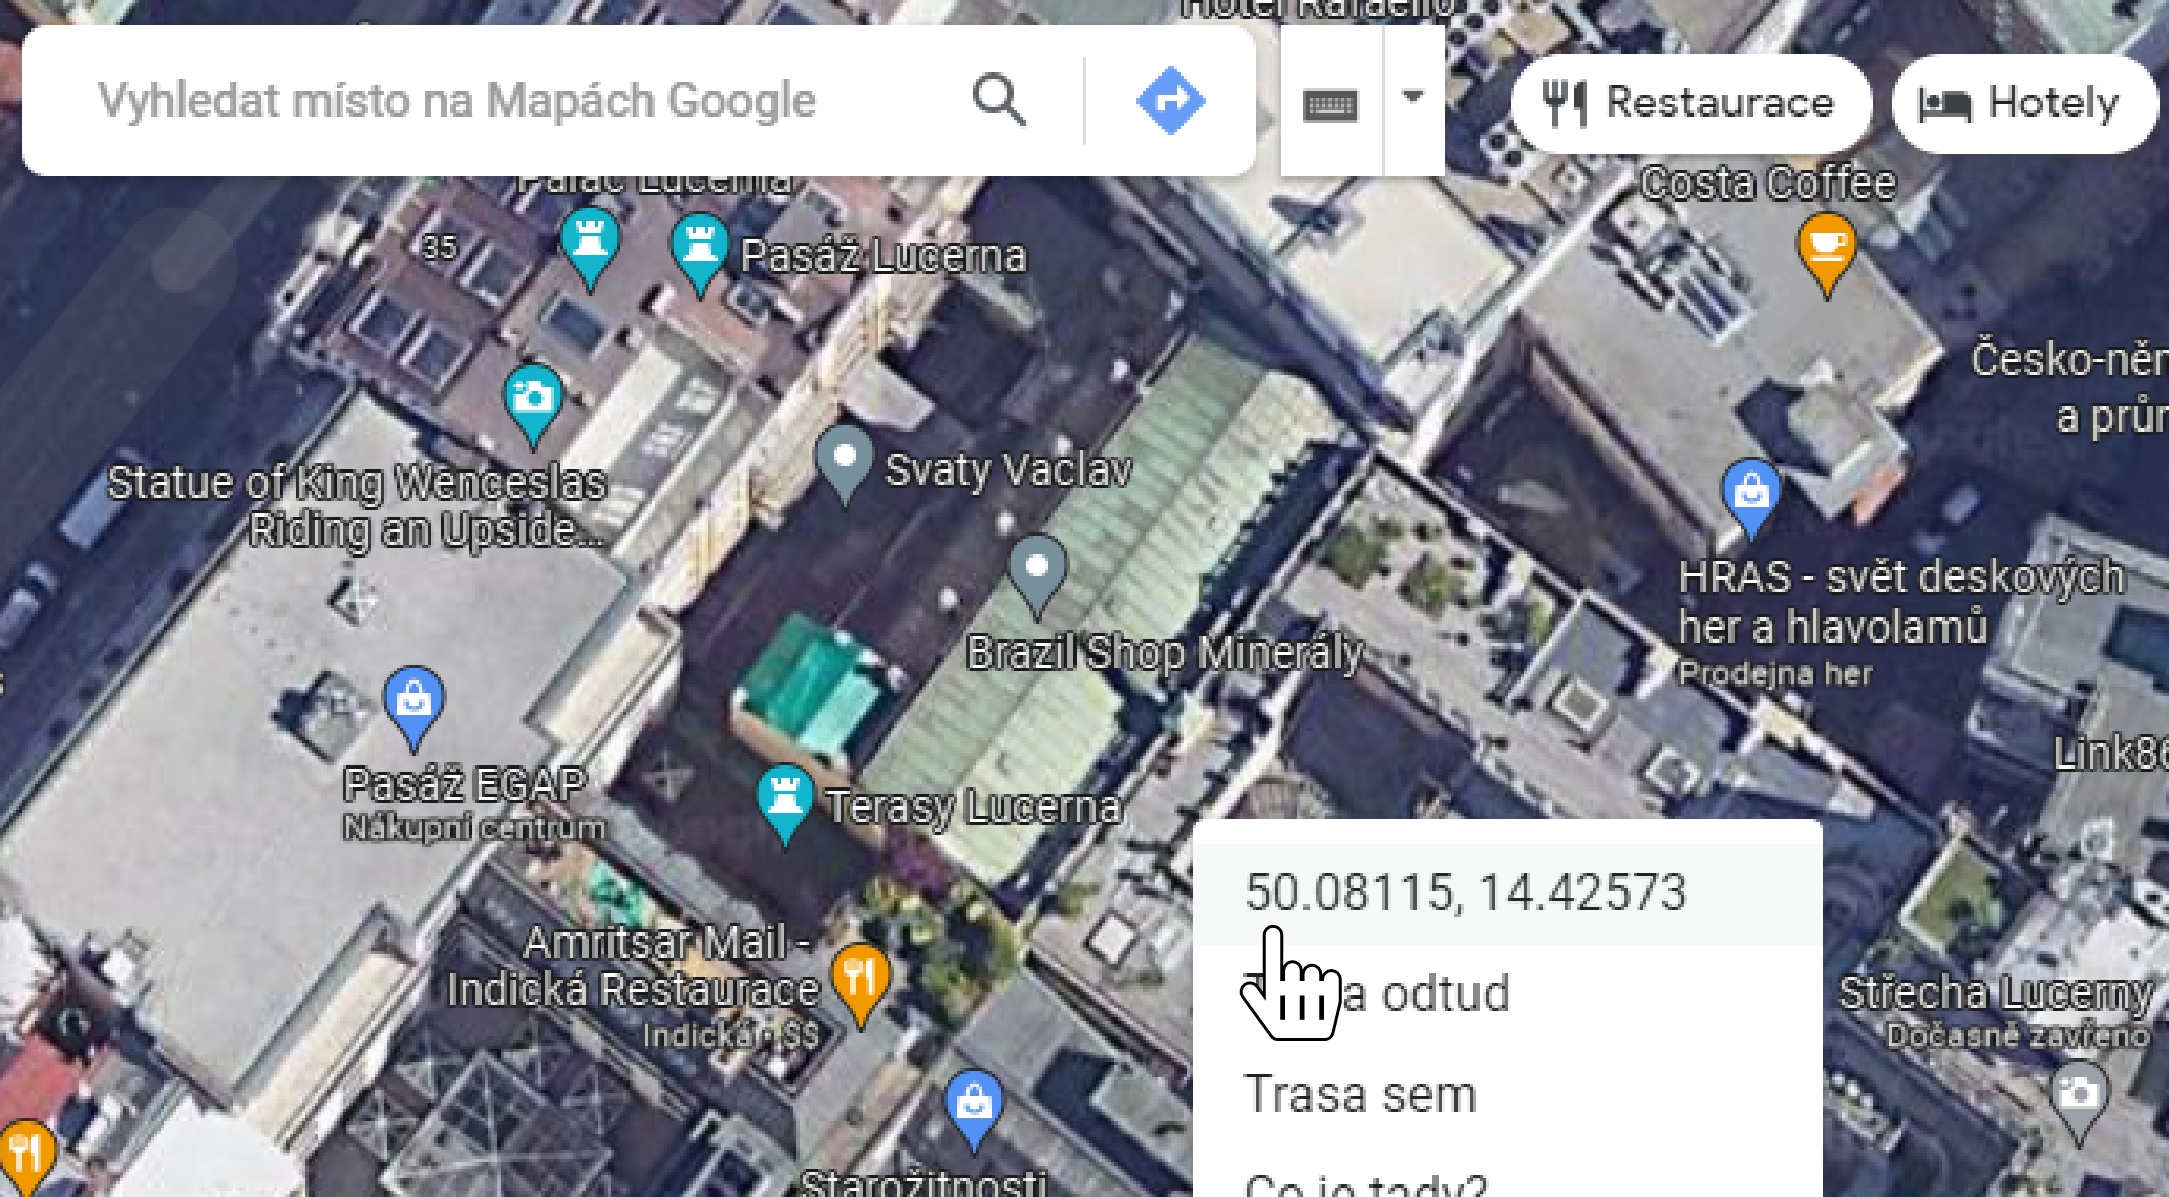 Hotel Rafaello
Vyhledat místo na Mapách Google
Restaurace
Hotely
Palác Lucerna
Costa Coffee
35
Pasáž Lucerna
Česko-něm
a prům
Statue of King Wenceslas
Riding an Upside...
Svaty Vaclav
Brazil Shop Minerály
HRAS - svět deskových
her a hlavolamů
Prodejna her
Link86
Pasáž EGAP
Nákupní centrum
Terasy Lucerna
50.08115, 14.42573
Amritsar Mail -
Indická Restaurace
Indická · $$
a odtud
Střecha Lucerny
Dočasně zavřeno
Trasa sem
Starožitnosti
Co je tady?